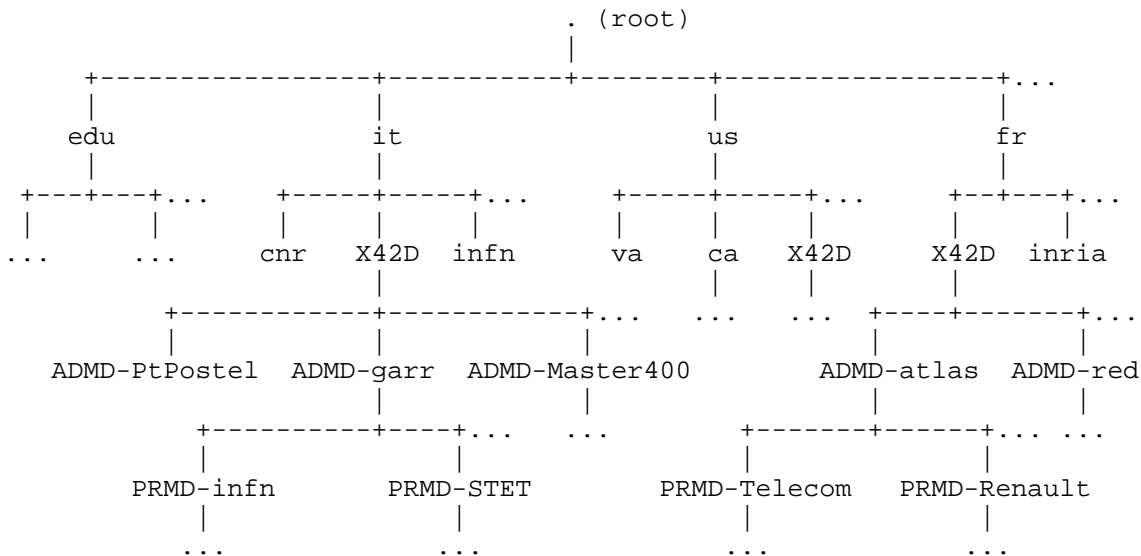 . (root)
|
+-----------------+-----------+--------+-----------------+...
| | | |
edu it us fr
| | | |
+---+---+... +-----+-----+... +-----+-----+... +--+---+...
| | | | | | | | | |
... ... cnr X42D infn va ca X42D X42D inria
| | | |
+------------+------------+... ... ... +----+-------+...
| | | | |
ADMD-PtPostel ADMD-garr ADMD-Master400 ADMD-atlas ADMD-red
| | | |
+----------+----+... ... +-------+------+... ...
| | | |
PRMD-infn PRMD-STET PRMD-Telecom PRMD-Renault
| | | |
... ... ... ...